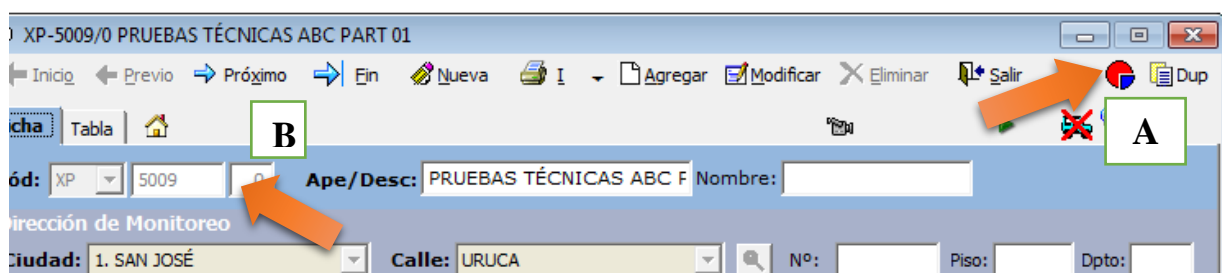 XP-5009/0 PRUEBAS TÉCNICAS ABC PART 01
Inicio Previo Próximo Fin Nueva I Agregar Modificar Eliminar Salir Dup
icha Tabla B A
ód: XP 5009 0 Ape/Desc: PRUEBAS TÉCNICAS ABC P Nombre:
Dirección de Monitoreo
Ciudad: 1. SAN JOSÉ Calle: URUCA Nº: Piso: Dpto: